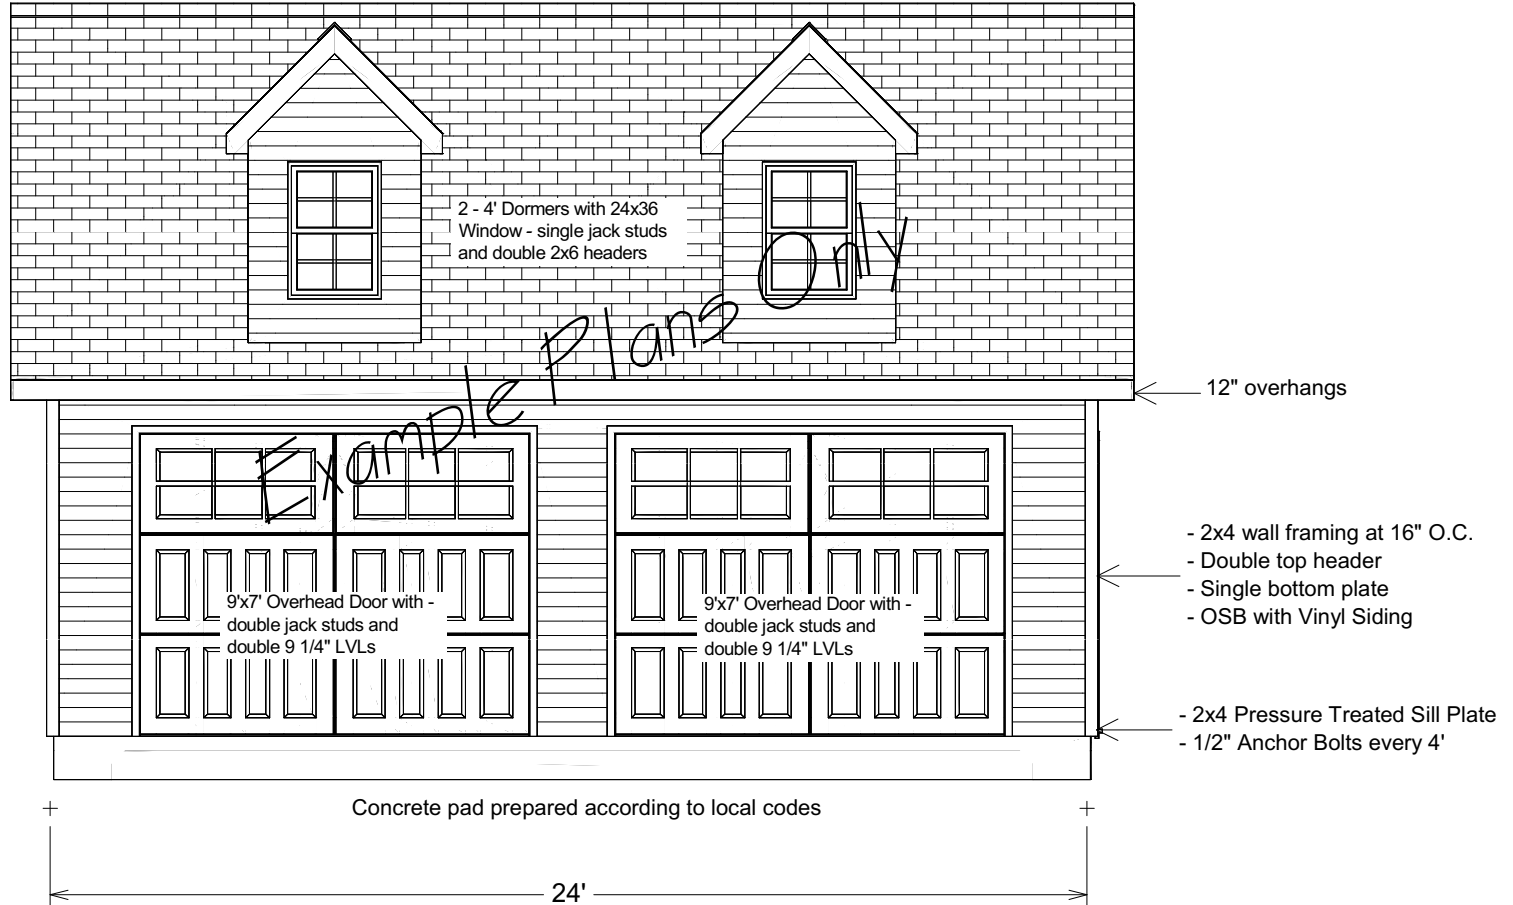 2 - 4' Dormers with 24x36
Window - single jack studs
and double 2x6 headers
Example Plans Only
12" overhangs
- 2x4 wall framing at 16" O.C.
- Double top header
- Single bottom plate
- OSB with Vinyl Siding
9'x7' Overhead Door with -
double jack studs and
double 9 1/4" LVLs
9'x7' Overhead Door with -
double jack studs and
double 9 1/4" LVLs
- 2x4 Pressure Treated Sill Plate
- 1/2" Anchor Bolts every 4'
Concrete pad prepared according to local codes
24'